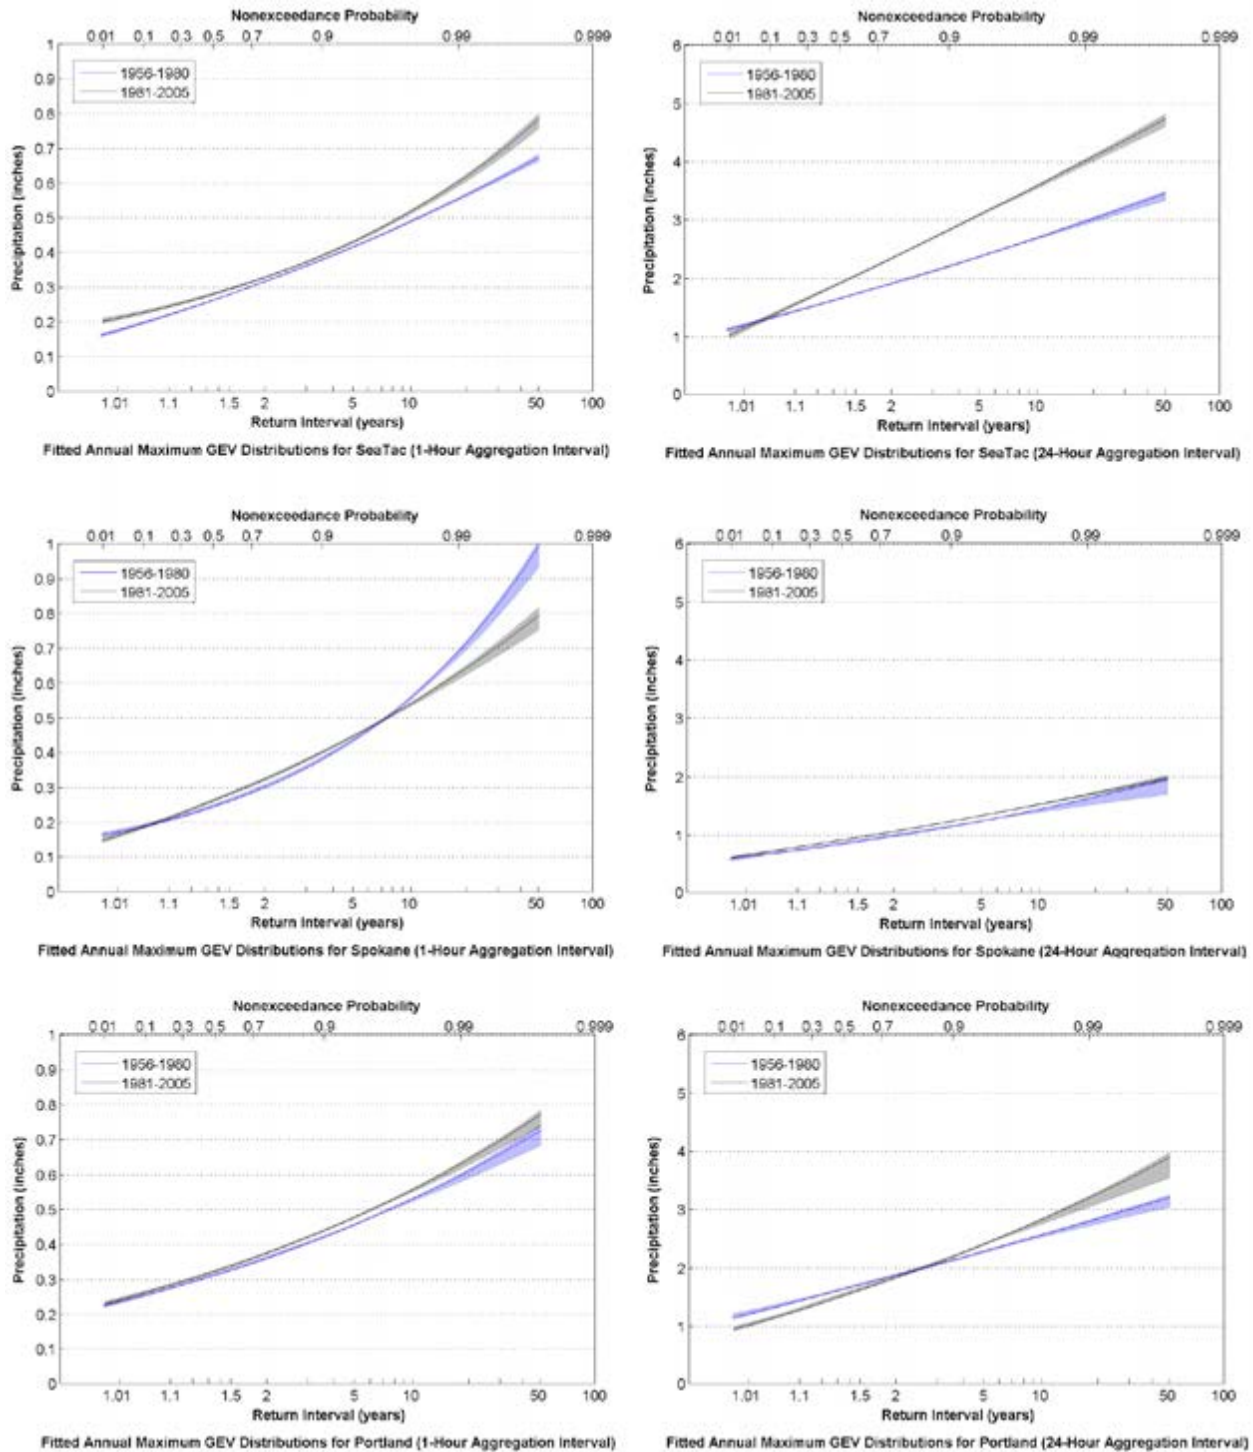 Nonexceedance Probability
0.01 0.1 0.3 0.5 0.7 0.9 0.99 0.999
1
0.9
0.8
0.7
0.6
0.5
0.4
0.3
0.2
0.1
0
1956-1980
1981-2005
Precipitation (inches)
1.01 1.1 1.5 2 5 10 50 100
Return Interval (years)
Fitted Annual Maximum GEV Distributions for SeaTac (1-Hour Aggregation Interval)
Nonexceedance Probability
0.01 0.1 0.3 0.5 0.7 0.9 0.99 0.999
6
5
4
3
2
1
0
1956-1980
1981-2005
Precipitation (inches)
1.01 1.1 1.5 2 5 10 50 100
Return Interval (years)
Fitted Annual Maximum GEV Distributions for SeaTac (24-Hour Aggregation Interval)
Nonexceedance Probability
0.01 0.1 0.3 0.5 0.7 0.9 0.99 0.999
1
0.9
0.8
0.7
0.6
0.5
0.4
0.3
0.2
0.1
0
1956-1980
1981-2005
Precipitation (inches)
1.01 1.1 1.5 2 5 10 50 100
Return Interval (years)
Fitted Annual Maximum GEV Distributions for Spokane (1-Hour Aggregation Interval)
Nonexceedance Probability
0.01 0.1 0.3 0.5 0.7 0.9 0.99 0.999
6
5
4
3
2
1
0
1956-1980
1981-2005
Precipitation (inches)
1.01 1.1 1.5 2 5 10 50 100
Return Interval (years)
Fitted Annual Maximum GEV Distributions for Spokane (24-Hour Aggregation Interval)
Nonexceedance Probability
0.01 0.1 0.3 0.5 0.7 0.9 0.99 0.999
1
0.9
0.8
0.7
0.6
0.5
0.4
0.3
0.2
0.1
0
1956-1980
1981-2005
Precipitation (inches)
1.01 1.1 1.5 2 5 10 50 100
Return Interval (years)
Fitted Annual Maximum GEV Distributions for Portland (1-Hour Aggregation Interval)
Nonexceedance Probability
0.01 0.1 0.3 0.5 0.7 0.9 0.99 0.999
6
5
4
3
2
1
0
1956-1980
1981-2005
Precipitation (inches)
1.01 1.1 1.5 2 5 10 50 100
Return Interval (years)
Fitted Annual Maximum GEV Distributions for Portland (24-Hour Aggregation Interval)